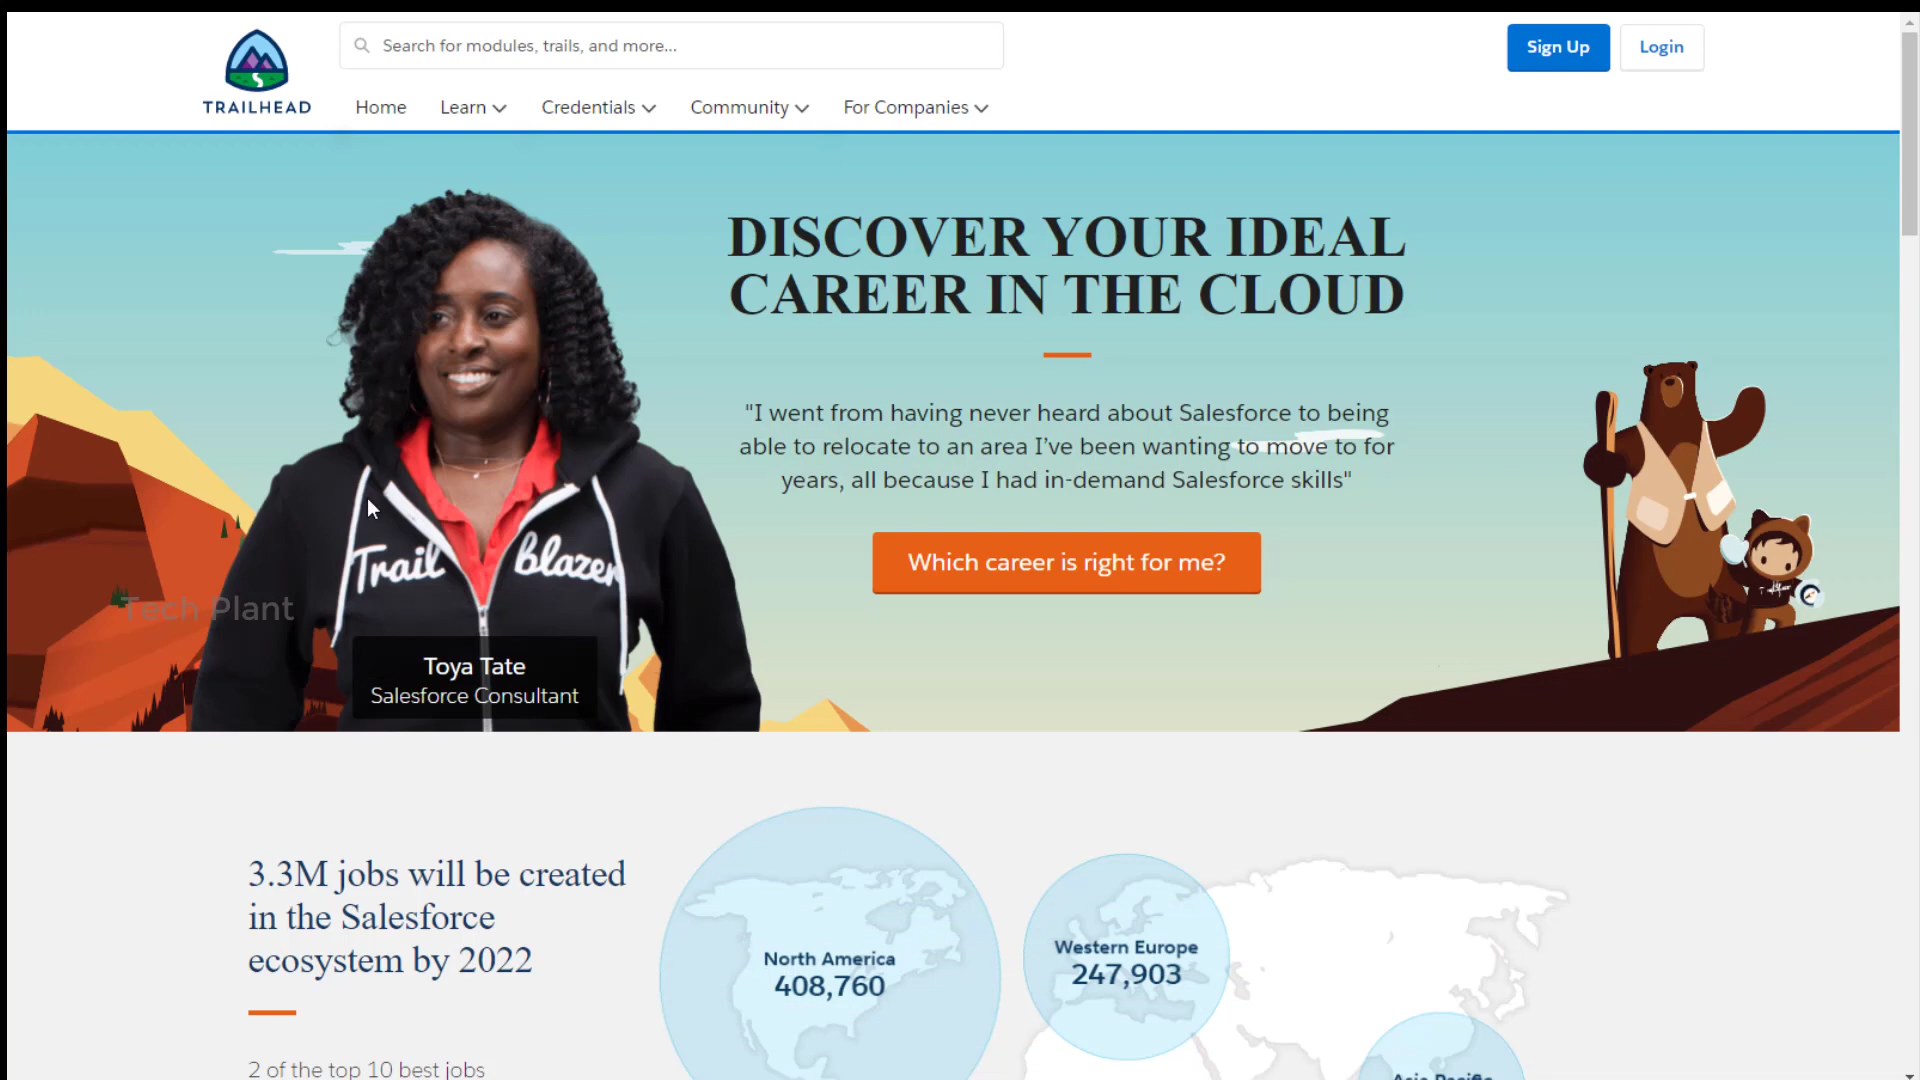 Search for modules, trails, and more...
Sign Up
Login
TRAILHEAD
Home
Learn
Credentials
Community
For Companies
DISCOVER YOUR IDEAL
CAREER IN THE CLOUD
"I went from having never heard about Salesforce to being
able to relocate to an area I’ve been wanting to move to for
years, all because I had in-demand Salesforce skills"
Which career is right for me?
Trail blazer
Tech Plant
Toya Tate
Salesforce Consultant
3.3M jobs will be created
in the Salesforce
ecosystem by 2022
North America
408,760
Western Europe
247,903
2 of the top 10 best jobs
Asia Pacific